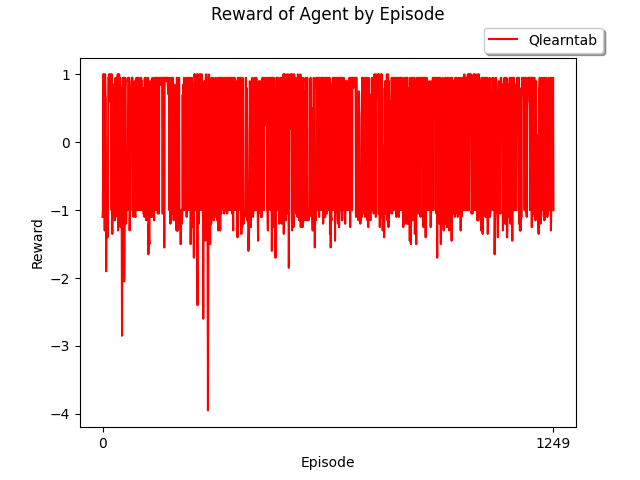 Reward of Agent by Episode
Qlearntab
1
0
−1
−2
−3
−4
Reward
0
1249
Episode